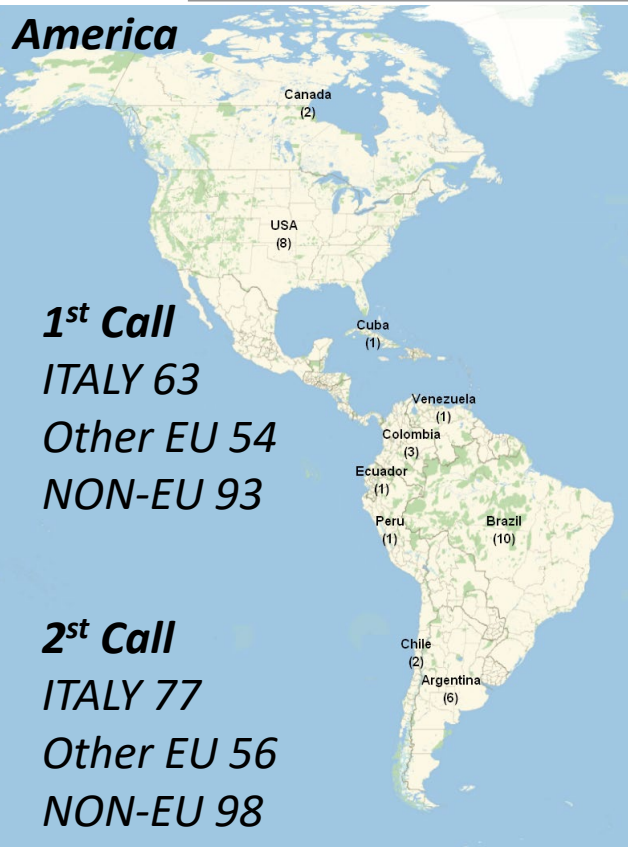 America
Canada
(2)
USA
(8)
1st Call
ITALY 63
Other EU 54
NON-EU 93
Cuba
(1)
Venezuela
(1)
Colombia
(3)
Ecuador
(1)
Peru
(1)
Brazil
(10)
2st Call
ITALY 77
Other EU 56
NON-EU 98
Chile
(2)
Argentina
(6)